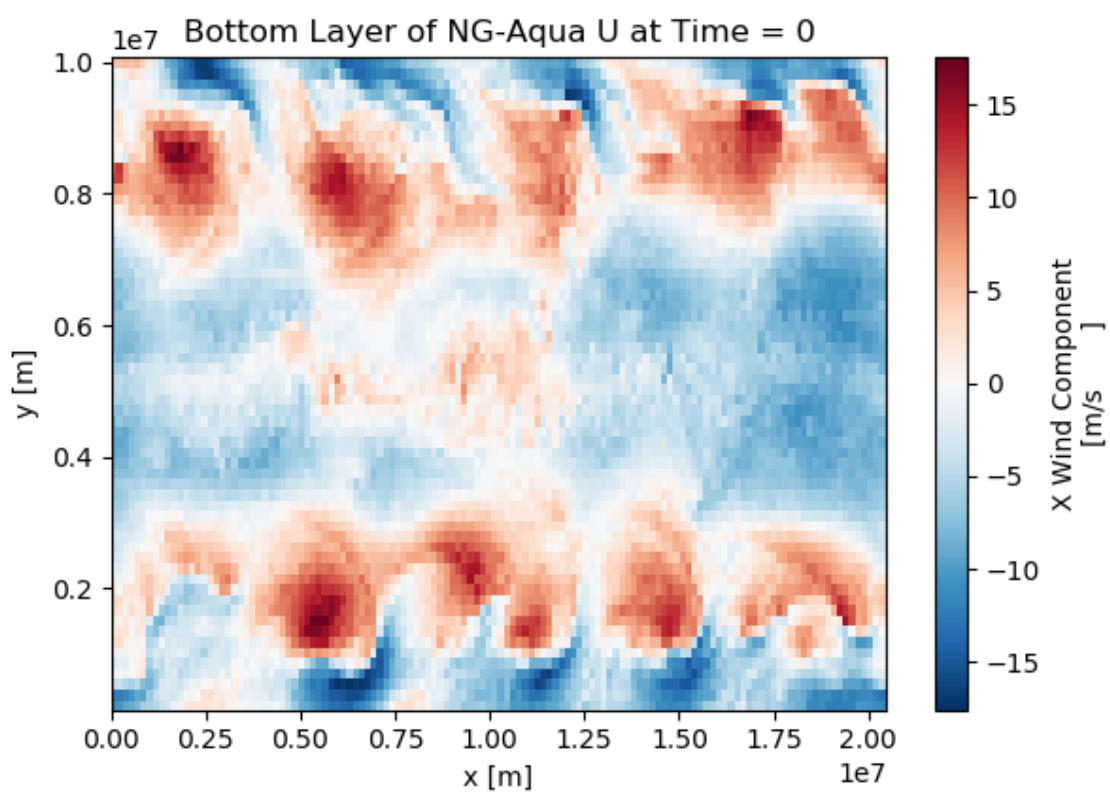 1e7 Bottom Layer of NG-Aqua U at Time = 0
1.0
0.8
0.6
0.4
0.2
y [m]
0.00 0.25 0.50 0.75 1.00 1.25 1.50 1.75 2.00
x [m]
1e7
15
10
5
0
−5
−10
−15
X Wind Component
[m/s ]